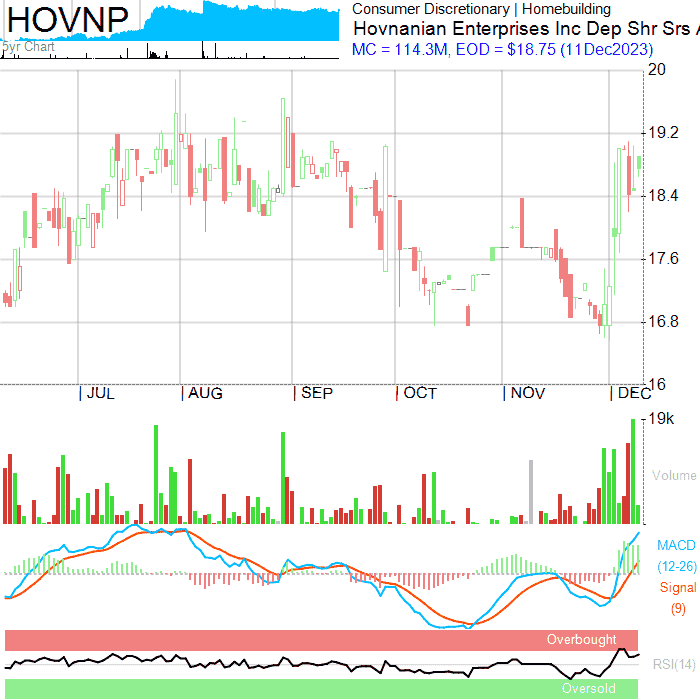 HOVNP
5yr Chart
Consumer Discretionary | Homebuilding
Hovnanian Enterprises Inc Dep Shr Srs A
MC = 114.3M, EOD = $18.75 (11Dec2023)
20
19.2
18.4
17.6
16.8
16
| JUL
| AUG
| SEP
| OCT
| NOV
| DEC
19k
Volume
MACD
(12-26)
Signal
(9)
Overbought
RSI(14)
Oversold